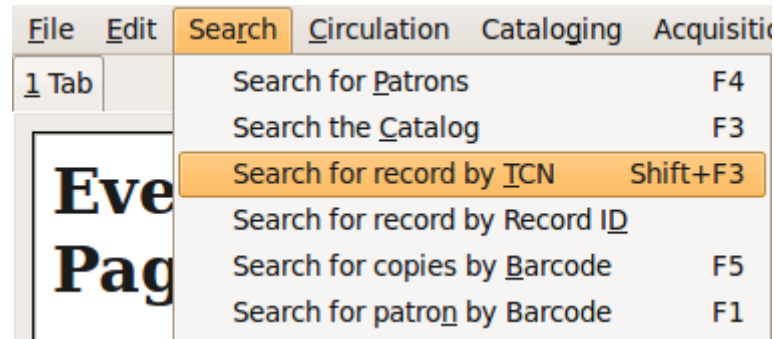 File Edit Search Circulation Cataloging Acquisitio
1 Tab
Search for Patrons F4
Search the Catalog F3
Search for record by TCN Shift+F3
Search for record by Record ID
Search for copies by Barcode F5
Search for patron by Barcode F1
Eve
Pag